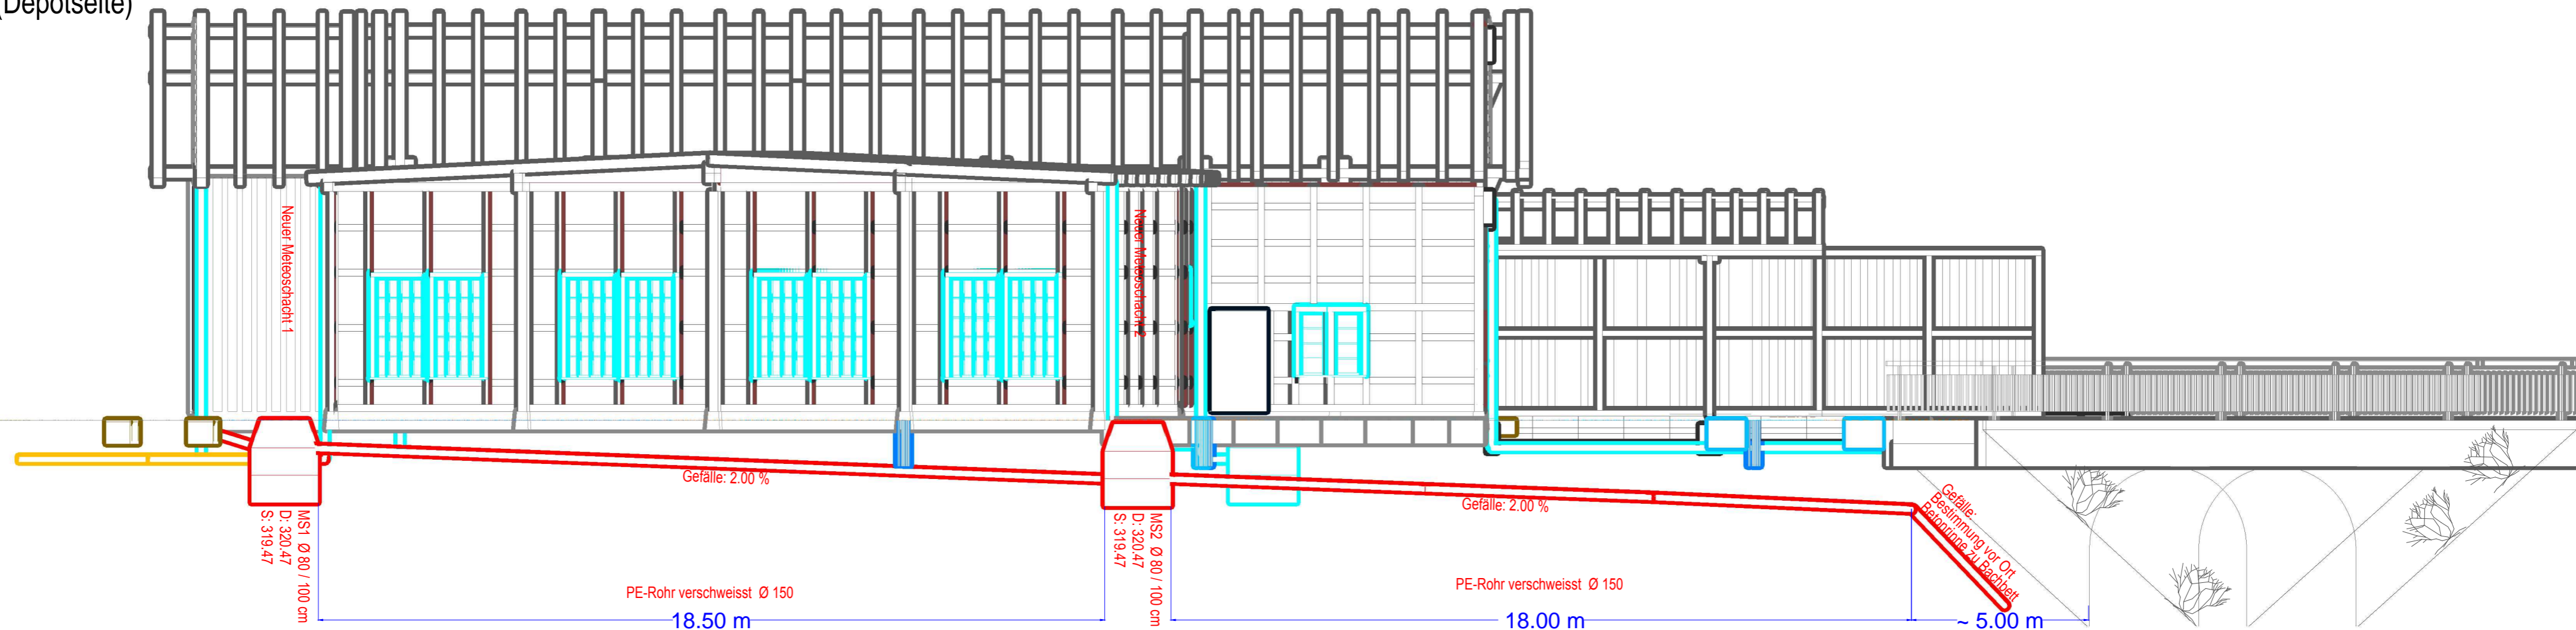 (Depotseite)
Neuer Meteoschacht 1
Neuer Meteoschacht 2
Gefälle: 2.00 %
Gefälle: 2.00 %
Gefälle:
Bestimmung vor Ort
Betonrinne zu Bachbett
MS1 Ø 80 / 100 cm
D: 320.47
S: 319.47
MS2 Ø 80 / 100 cm
D: 320.47
S: 319.47
PE-Rohr verschweisst Ø 150
PE-Rohr verschweisst Ø 150
18.50 m
18.00 m
~ 5.00 m